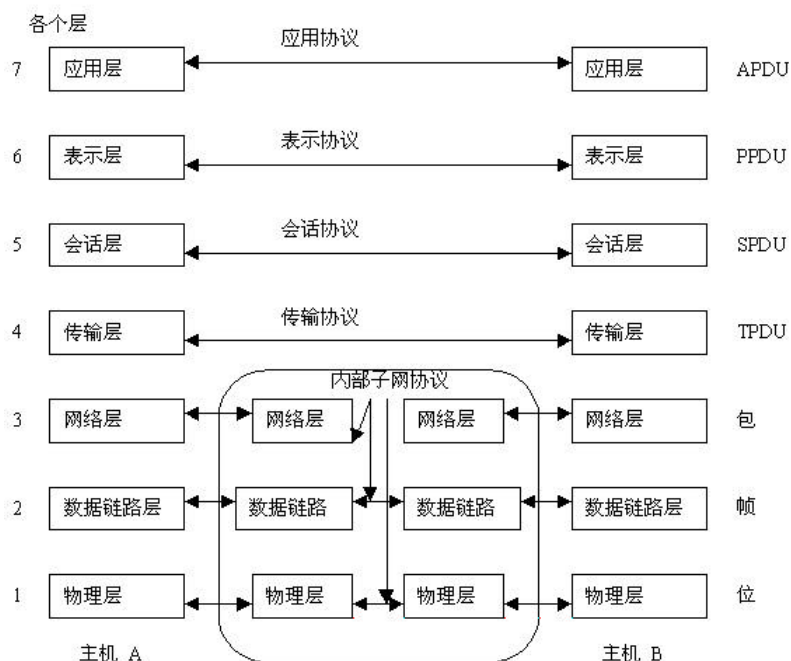 各个层
应用协议
7 应用层 应用层 APDU
表示协议
6 表示层 表示层 PPDU
会话协议
5 会话层 会话层 SPDU
传输协议
4 传输层 传输层 TPDU
内部子网协议
3 网络层 网络层 网络层 网络层 包
2 数据链路层 数据链路 数据链路 数据链路层 帧
1 物理层 物理层 物理层 物理层 位
主机 A 主机 B